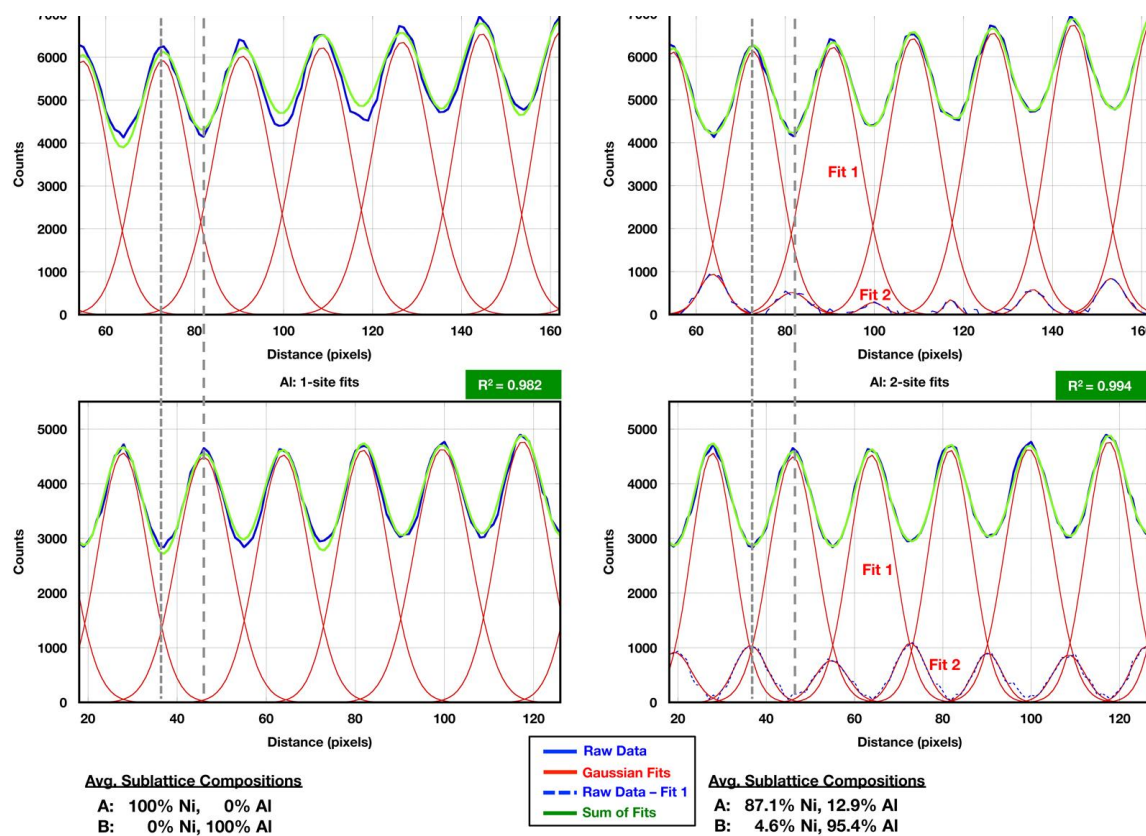 7000
6000
5000
4000
3000
2000
1000
0
Counts
60 80 100 120 140 160
Distance (pixels)
7000
6000
5000
4000
3000
2000
1000
0
Counts
Fit 1
Fit 2
60 80 100 120 140
Distance (pixels)
Al: 1-site fits
R² = 0.982
5000
4000
3000
2000
1000
0
Counts
20 40 60 80 100 120
Distance (pixels)
Al: 2-site fits
R² = 0.994
5000
4000
3000
2000
1000
0
Counts
Fit 1
Fit 2
20 40 60 80 100 120
Distance (pixels)
Raw Data
Gaussian Fits
Raw Data – Fit 1
Sum of Fits
Avg. Sublattice Compositions
A: 100% Ni, 0% Al
B: 0% Ni, 100% Al
Avg. Sublattice Compositions
A: 87.1% Ni, 12.9% Al
B: 4.6% Ni, 95.4% Al